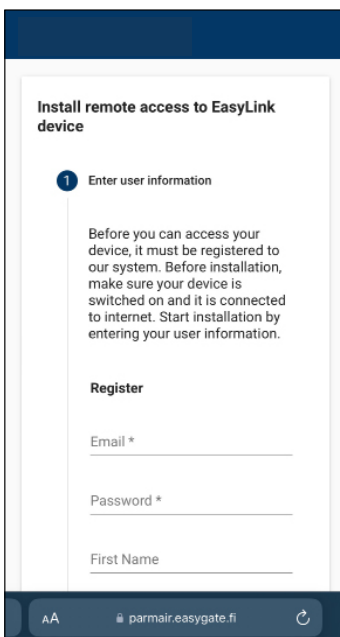 Install remote access to EasyLink
device
1 Enter user information
Before you can access your
device, it must be registered to
our system. Before installation,
make sure your device is
switched on and it is connected
to internet. Start installation by
entering your user information.
Register
Email *
Password *
First Name
AA parmair.easygate.fi